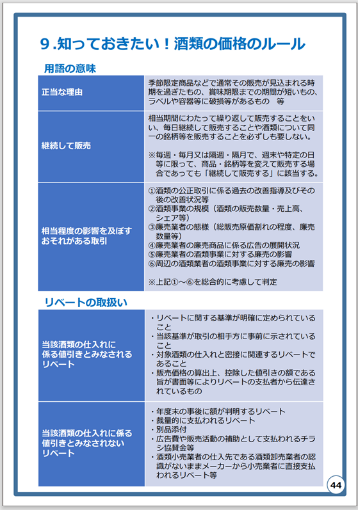 ９.知っておきたい！酒類の価格のルール
用語の意味
正当な理由
季節限定商品などで通常その販売が見込まれる時
期を過ぎたもの、賞味期限までの期間が短いもの、
ラベルや容器等に破損等があるもの　等
継続して販売
相当期間にわたって繰り返して販売することをい
い、毎日継続して販売することや酒類について同
一の銘柄等を販売することを必ずしも要しない。
※毎週・毎月又は隔週・隔月で、週末や特定の日
等に限って、商品・銘柄等を変えて販売する場
合であっても「継続して販売する」に該当する。
相当程度の影響を及ぼす
おそれがある取引
①酒類の公正取引に係る過去の改善指導及びその
後の改善状況等
②酒類事業の規模（酒類の販売数量・売上高、
シェア等）
③廉売業者の態様（総販売原価割れの程度、廉売
数量等）
④廉売業者の廉売商品に係る広告の展開状況
⑤廉売業者の酒類事業に対する廉売の影響
⑥周辺の酒類業者の酒類事業に対する廉売の影響
※上記①～⑥を総合的に考慮して判定
リベートの取扱い
当該酒類の仕入れに
係る値引きとみなされる
リベート
・リベートに関する基準が明確に定められている
こと
・当該基準が取引の相手方に事前に示されている
こと
・対象酒類の仕入れと密接に関連するリベートで
あること
・販売価格の算出上、控除した値引きの額である
旨が書面等によりリベートの支払者から伝達さ
れているもの
当該酒類の仕入れに係る
値引きとみなされない
リベート
・年度末の事後に額が判明するリベート
・裁量的に支払われるリベート
・別品添付
・広告費や販売活動の補助として支払われるチラ
シ協賛金等
・酒類小売業者の仕入先である酒類卸売業者の認
識がないままメーカーから小売業者に直接支払
われるリベート等
44